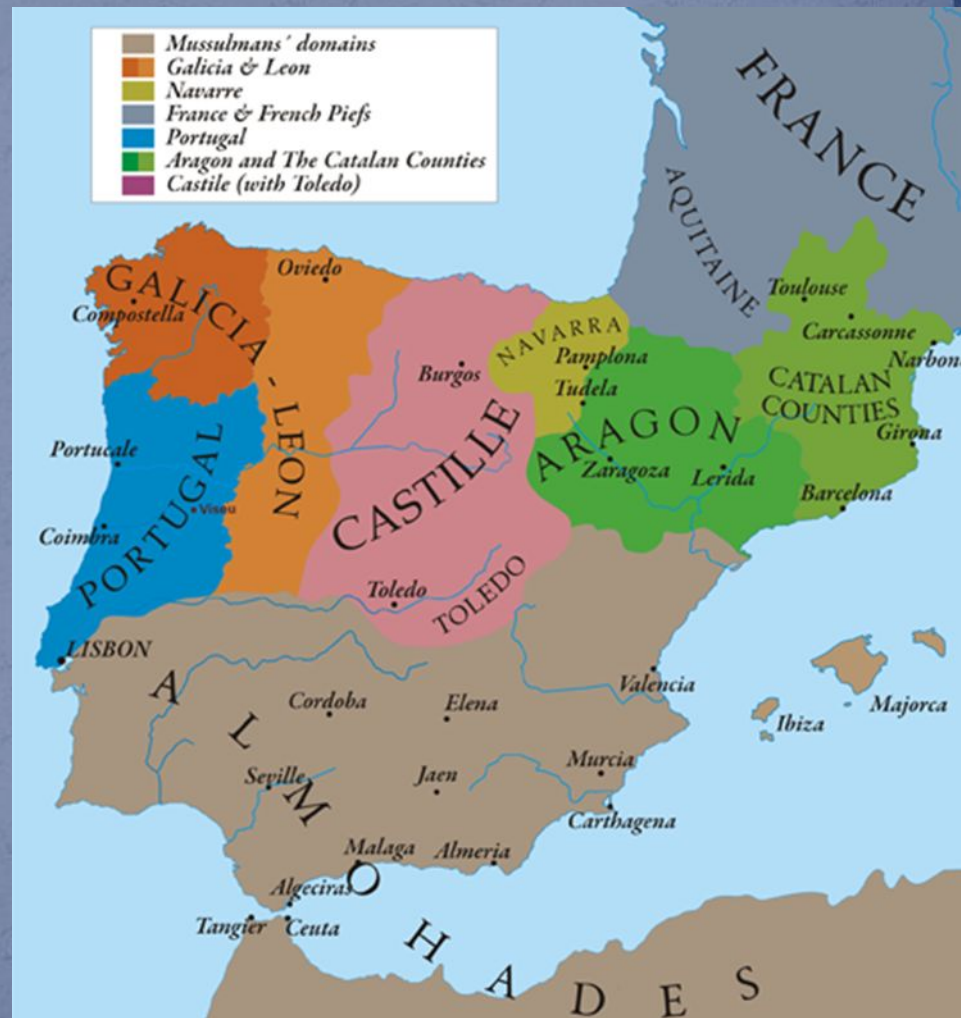 Mussulmans´ domains
Galicia & Leon
Navarre
France & French Piefs
Portugal
Aragon and The Catalan Counties
Castile (with Toledo)
FRANCE
AQUITAINE
Oviedo
GALICIA - LEON
Compostella
Toulouse
Carcassonne
Narbone
NAVARRA
Pamplona
Burgos
Tudela
CATALAN
COUNTIES
CASTILLE
ARAGON
Girona
Portucale
Zaragoza
Lerida
Barcelona
PORTUGAL
Viseu
Coimbra
Toledo
TOLEDO
LISBON
Valencia
Majorca
Ibiza
Cordoba
Elena
Murcia
Seville
Jaen
Carthagena
Malaga
Almeria
Algeciras
Tangier
Ceuta
ALMOHADES